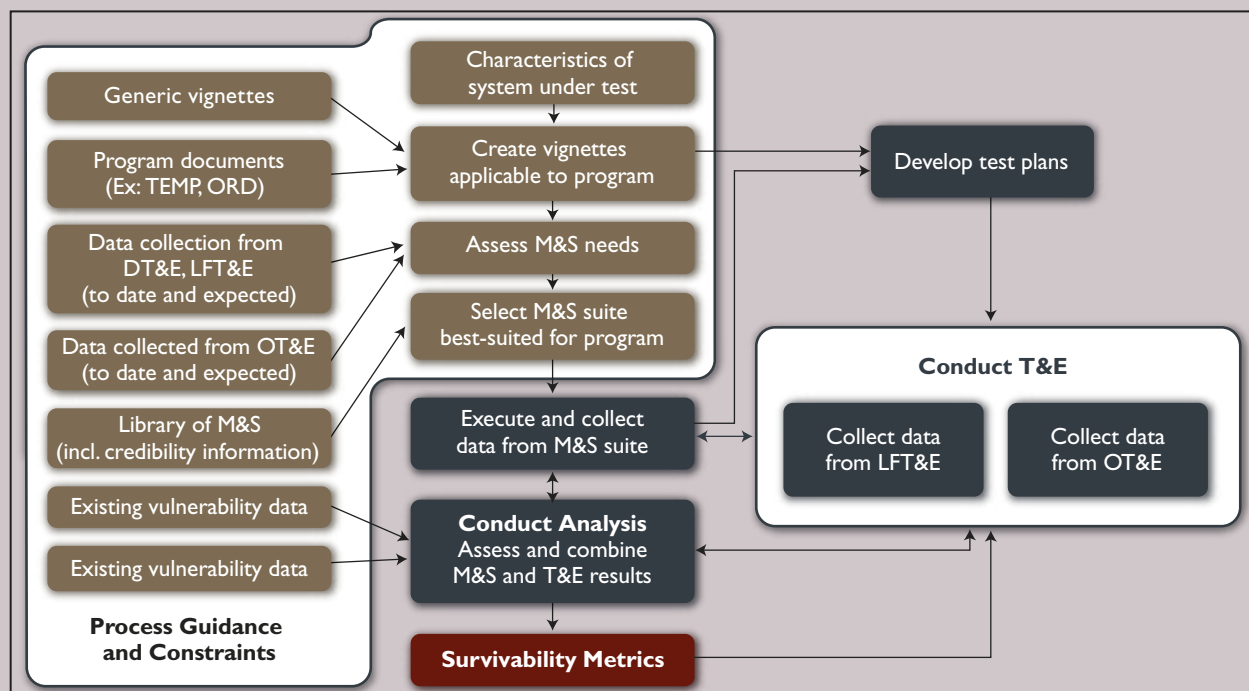 Generic vignettes
Program documents
(Ex: TEMP, ORD)
Data collection from
DT&E, LFT&E
(to date and expected)
Data collected from OT&E
(to date and expected)
Library of M&S
(incl. credibility information)
Existing vulnerability data
Existing vulnerability data
Process Guidance
and Constraints
Characteristics of
system under test
Create vignettes
applicable to program
Assess M&S needs
Select M&S suite
best-suited for program
Execute and collect
data from M&S suite
Conduct Analysis
Assess and combine
M&S and T&E results
Survivability Metrics
Develop test plans
Conduct T&E
Collect data
from LFT&E
Collect data
from OT&E